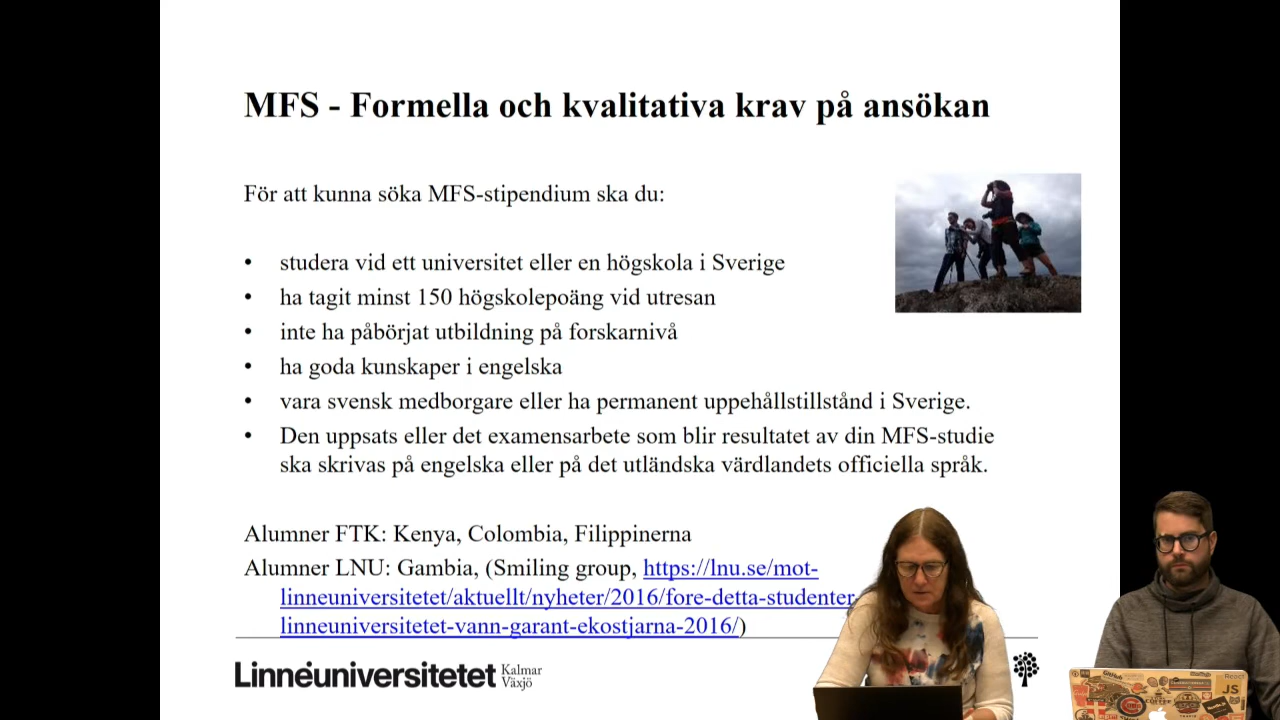 MFS - Formella och kvalitativa krav på ansökan
För att kunna söka MFS-stipendium ska du:
• studera vid ett universitet eller en högskola i Sverige
• ha tagit minst 150 högskolepoäng vid utresan
• inte ha påbörjat utbildning på forskarnivå
• ha goda kunskaper i engelska
• vara svensk medborgare eller ha permanent uppehållstillstånd i Sverige.
• Den uppsats eller det examensarbete som blir resultatet av din MFS-studie
ska skrivas på engelska eller på det utländska värdlandets officiella språk.
Alumner FTK: Kenya, Colombia, Filippinerna
Alumner LNU: Gambia, (Smiling group, https://lnu.se/mot-
linneuniversitetet/aktuellt/nyheter/2016/fore-detta-studenter-
linneuniversitetet-vann-garant-ekostjarna-2016/)
Linnéuniversitetet Kalmar
Växjö
GitHub
React
JS